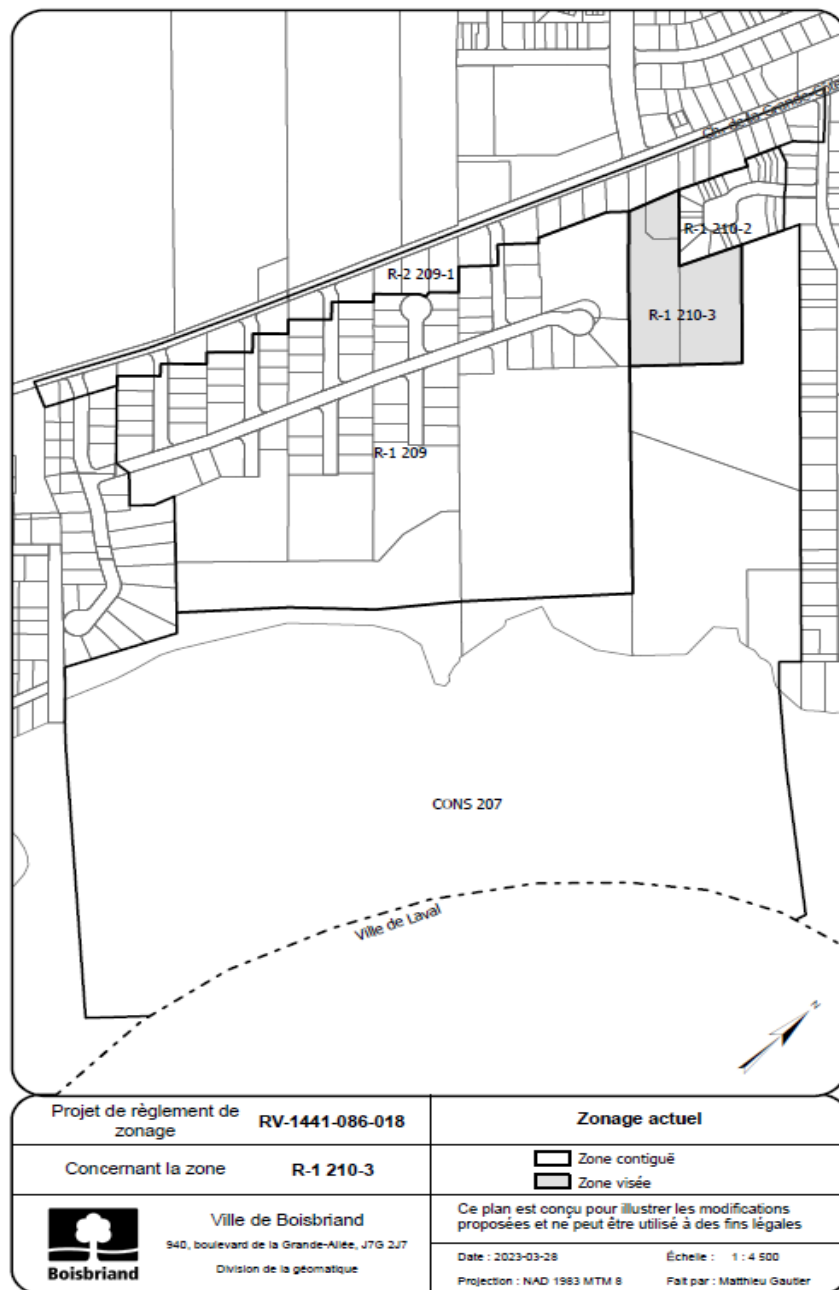 Ch. de la Grande-Côte
R-1 210-2
R-2 209-1
R-1 210-3
R-1 209
CONS 207
Ville de Laval
N
Projet de règlement de zonage RV-1441-086-018
Concernant la zone R-1 210-3
Zonage actuel
Zone contiguë
Zone visée
Boisbriand
Ville de Boisbriand
940, boulevard de la Grande-Allée, J7G 2J7
Division de la géomatique
Ce plan est conçu pour illustrer les modifications
proposées et ne peut être utilisé à des fins légales
Date : 2023-03-28 Échelle : 1 : 4 500
Projection : NAD 1983 MTM 8 Fait par : Matthieu Gautier